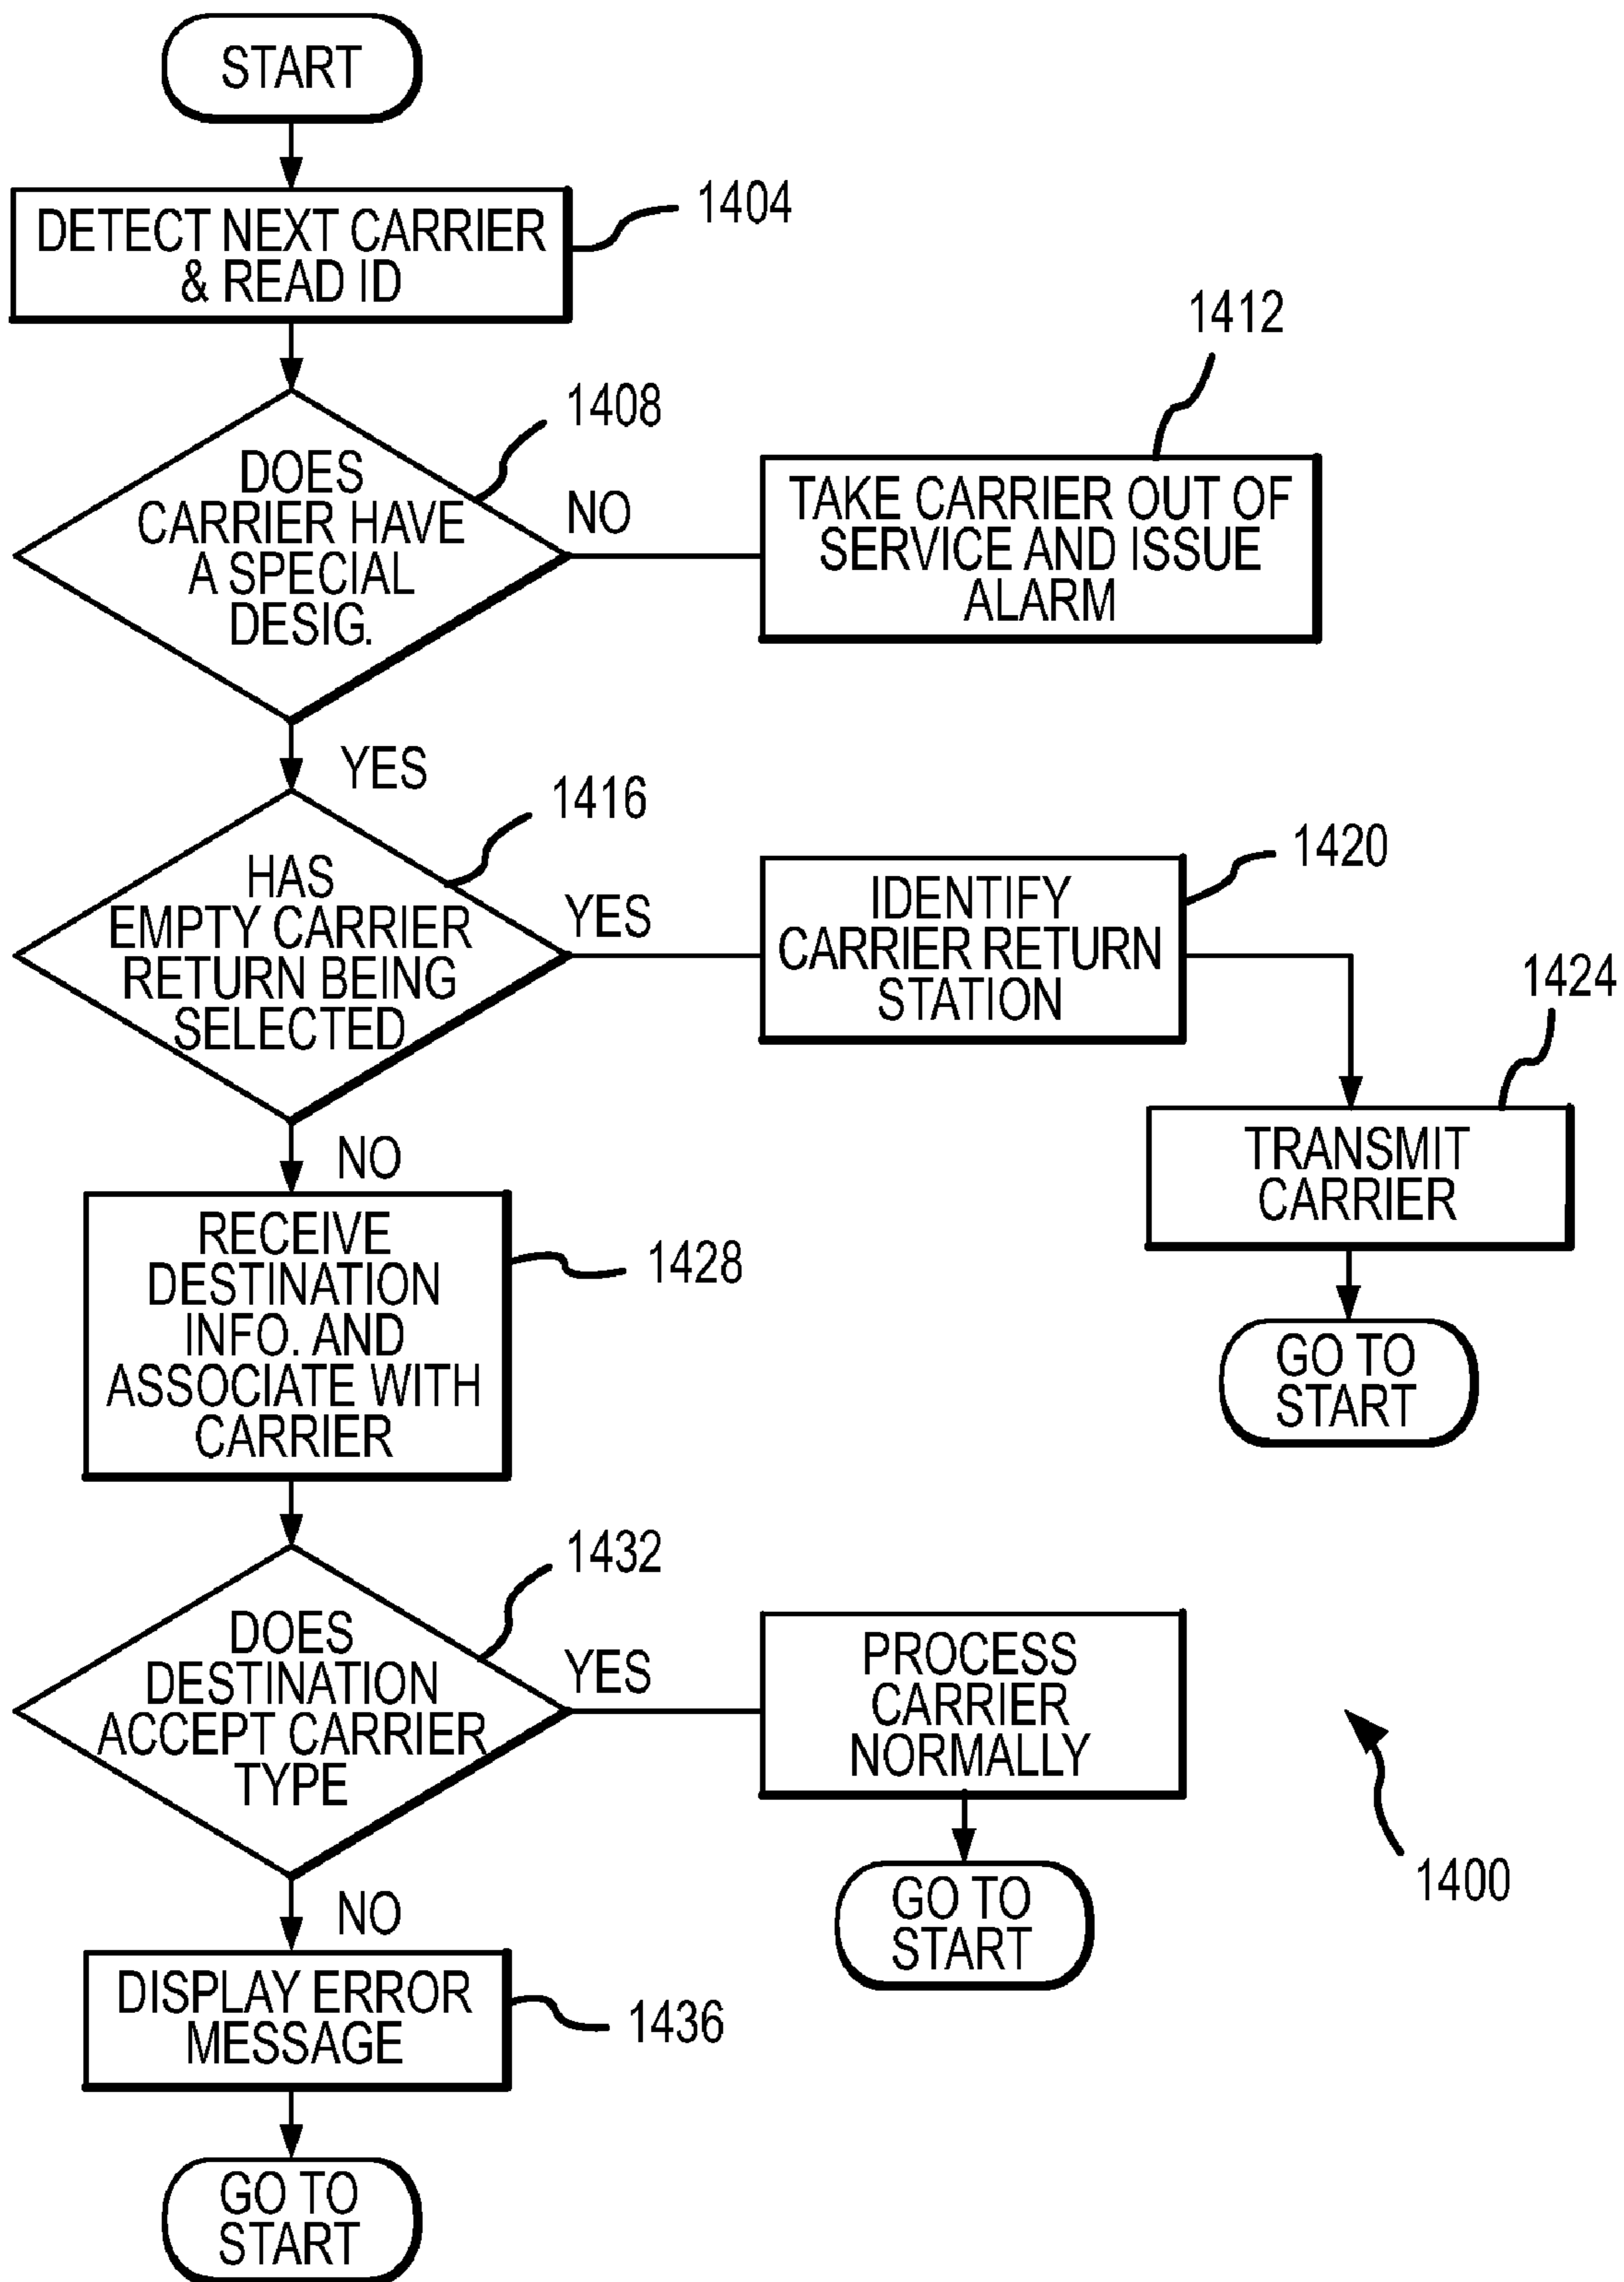 START
DETECT NEXT CARRIER
& READ ID
1404
DOES
CARRIER HAVE
A SPECIAL
DESIG.
1408
NO
TAKE CARRIER OUT OF
SERVICE AND ISSUE
ALARM
1412
YES
HAS
EMPTY CARRIER
RETURN BEING
SELECTED
1416
YES
IDENTIFY
CARRIER RETURN
STATION
1420
TRANSMIT
CARRIER
1424
GO TO
START
NO
RECEIVE
DESTINATION
INFO. AND
ASSOCIATE WITH
CARRIER
1428
DOES
DESTINATION
ACCEPT CARRIER
TYPE
1432
YES
PROCESS
CARRIER
NORMALLY
GO TO
START
1400
NO
DISPLAY ERROR
MESSAGE
1436
GO TO
START